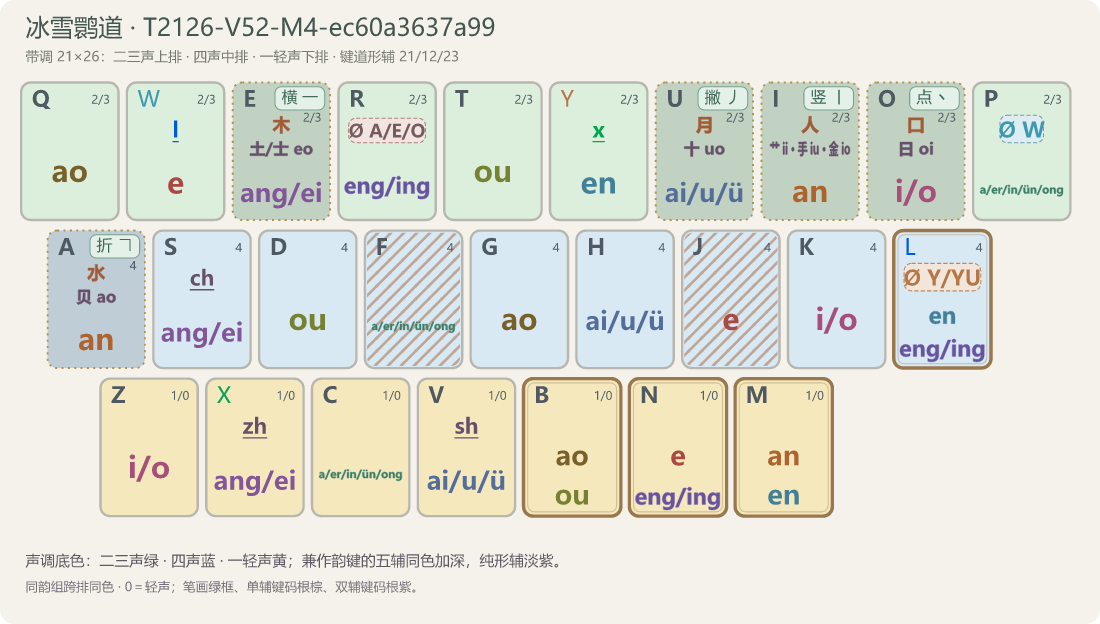 冰雪鹦道 · T2126-V52-M4-ec60a3637a99
带调 21×26：二三声上排 · 四声中排 · 一轻声下排 · 键道形辅 21/12/23
Q 2/3 W 2/3 E 横 一 R 2/3 T 2/3 Y 2/3 U 撇 丿 I 竖 丨 O 点 丶 P 2/3
l 木 2/3 Ø A/E/O x 月 2/3 人 2/3 口 2/3 Ø W
土/士 eo 十 uo 艹 ii · 手 iu · 金 io 日 oi
ao e ang/ei eng/ing ou en ai/u/ü an i/o a/er/in/ün/ong
A 折 ㇕ S 4 D 4 F 4 G 4 H 4 J 4 K 4 L 4
水 4 ch Ø Y/YU
贝 ao en
an ang/ei ou a/er/in/ün/ong ao ai/u/ü e i/o eng/ing
Z 1/0 X 1/0 C 1/0 V 1/0 B 1/0 N 1/0 M 1/0
zh sh
ao e an
i/o ang/ei a/er/in/ün/ong ai/u/ü ou eng/ing en
声调底色：二三声绿 · 四声蓝 · 一轻声黄；兼作韵键的五辅同色加深，纯形辅淡紫。
同韵组跨排同色 · 0＝轻声；笔画绿框、单辅键码根棕、双辅键码根紫。